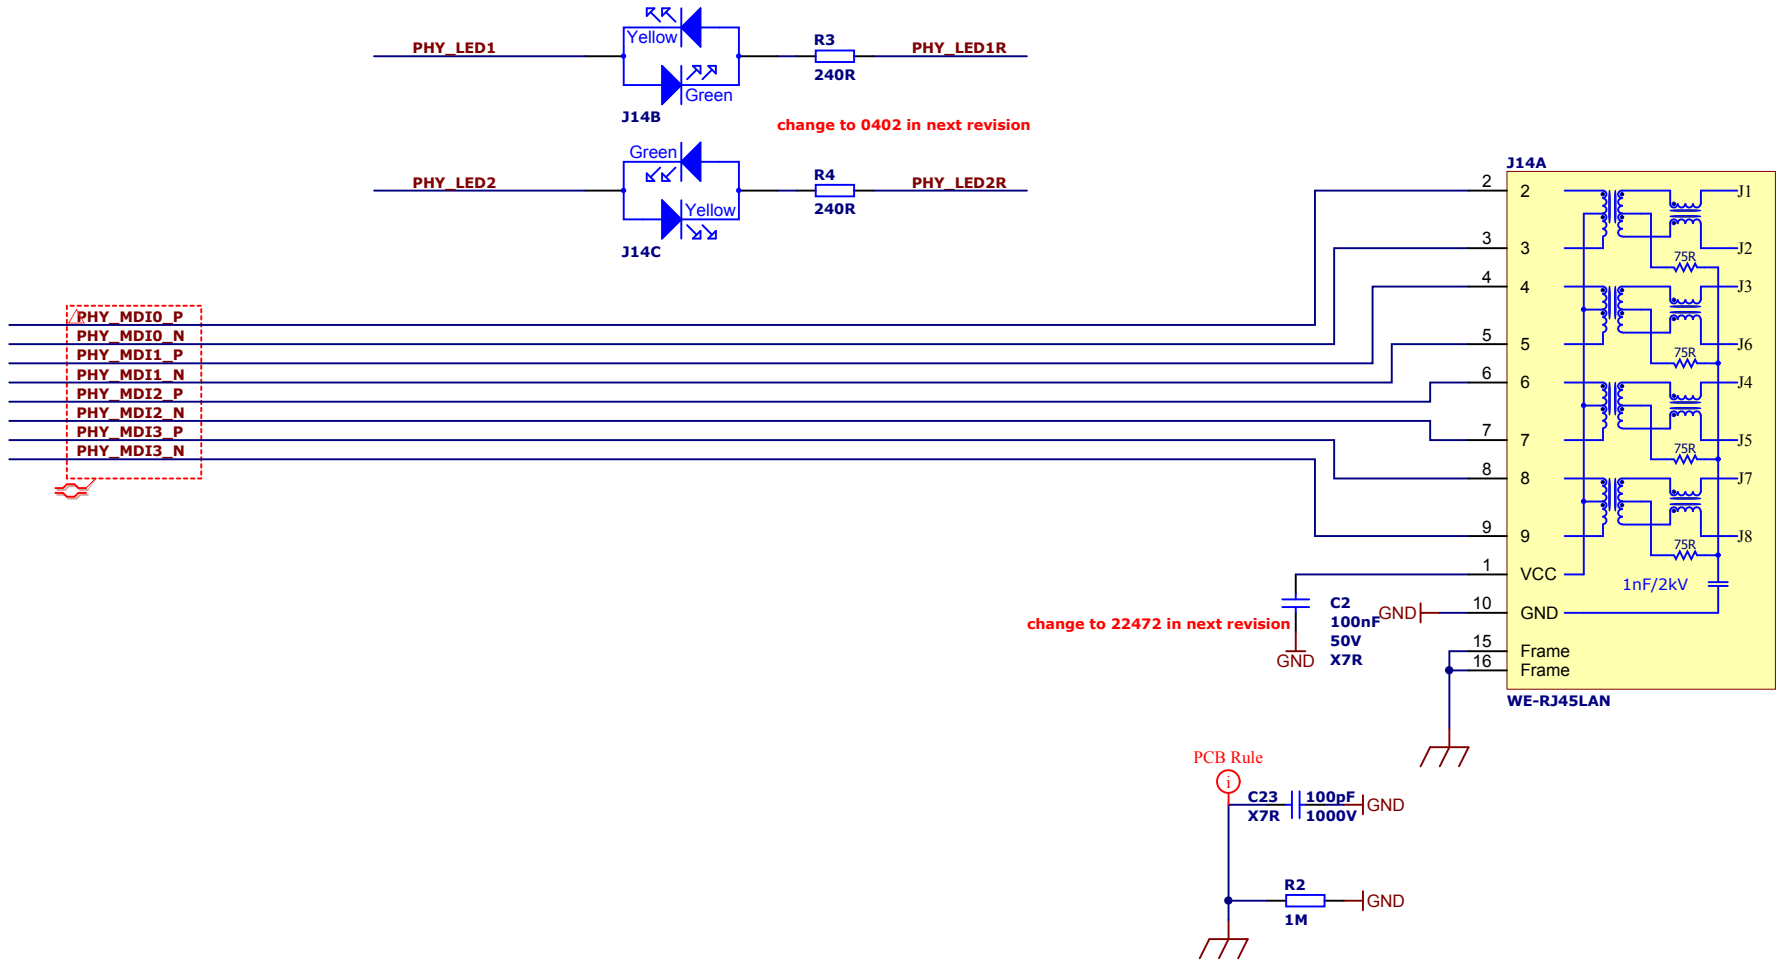 Yellow
PHY_LED1
R3
240R
PHY_LED1R
Green
J14B
change to 0402 in next revision
Green
PHY_LED2
R4
240R
PHY_LED2R
Yellow
J14C
PHY_MDI0_P
PHY_MDI0_N
PHY_MDI1_P
PHY_MDI1_N
PHY_MDI2_P
PHY_MDI2_N
PHY_MDI3_P
PHY_MDI3_N
J14A
2 2 J1
3 3 J2
75R
4 4 J3
5 5 J6
75R
6 6 J4
7 7 J5
75R
8 8 J7
9 9 J8
75R
1 VCC 1nF/2kV
10 GND
15 Frame
16 Frame
WE-RJ45LAN
C2
100nF
50V
X7R
GND
GND
change to 22472 in next revision
PCB Rule
i
C23 100pF GND
X7R 1000V
R2
GND
1M